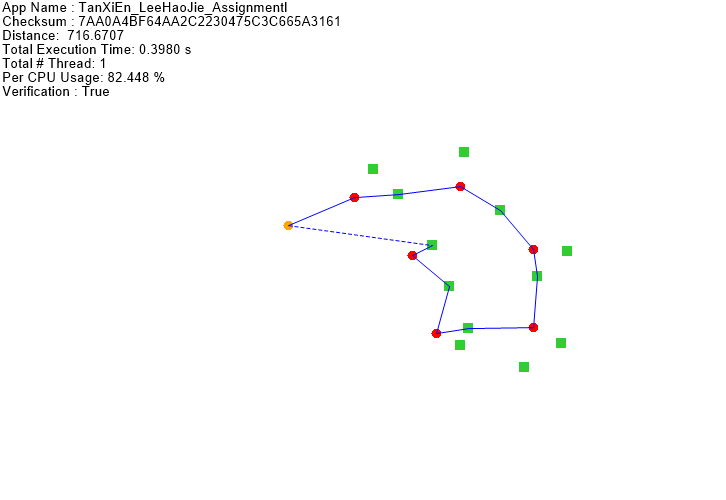 App Name : TanXiEn_LeeHaoJie_AssignmentI
Checksum : 7AA0A4BF64AA2C2230475C3C665A3161
Distance:  716.6707
Total Execution Time: 0.3980 s
Total # Thread: 1
Per CPU Usage: 82.448 %
Verification : True